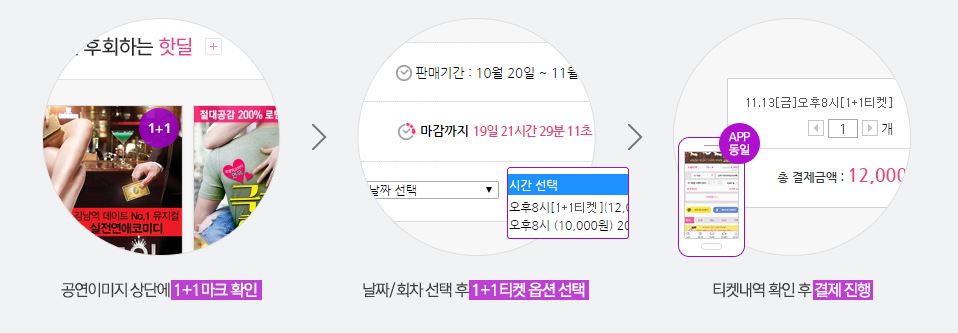 후회하는 핫딜 +
1+1
강남역 데이트 No.1 뮤지컬
실전연애코미디
절대공감 200% 로맨
공연이미지 상단에 1+1 마크 확인
판매기간 : 10월 20일 ~ 11월
마감까지 19일 21시간 29분 11초
날짜 선택
시간 선택
오후8시[1+1티켓](12,0
오후8시 (10,000원) 20
날짜/회차 선택 후 1+1 티켓 옵션 선택
11.13[금]오후8시[1+1티켓]
1 개
총 결제금액 : 12,000
APP
동일
티켓내역 확인 후 결제 진행